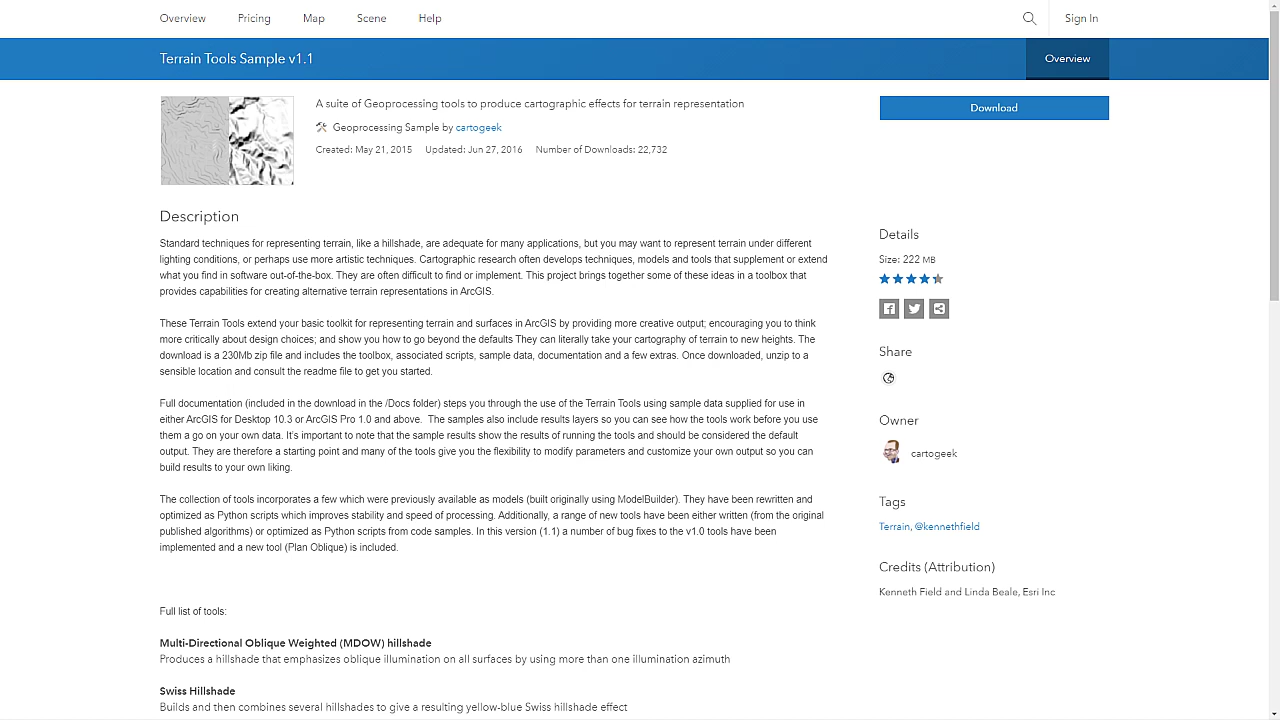 Overview Pricing Map Scene Help Sign In
Terrain Tools Sample v1.1 Overview
A suite of Geoprocessing tools to produce cartographic effects for terrain representation
Download
Geoprocessing Sample by cartogeek
Created: May 21, 2015 Updated: Jun 27, 2016 Number of Downloads: 22,732
Description
Standard techniques for representing terrain, like a hillshade, are adequate for many applications, but you may want to represent terrain under different
lighting conditions, or perhaps use more artistic techniques. Cartographic research often develops techniques, models and tools that supplement or extend
what you find in software out-of-the-box. They are often difficult to find or implement. This project brings together some of these ideas in a toolbox that
provides capabilities for creating alternative terrain representations in ArcGIS.
These Terrain Tools extend your basic toolkit for representing terrain and surfaces in ArcGIS by providing more creative output; encouraging you to think
more critically about design choices; and show you how to go beyond the defaults They can literally take your cartography of terrain to new heights. The
download is a 230Mb zip file and includes the toolbox, associated scripts, sample data, documentation and a few extras. Once downloaded, unzip to a
sensible location and consult the readme file to get you started.
Full documentation (included in the download in the /Docs folder) steps you through the use of the Terrain Tools using sample data supplied for use in
either ArcGIS for Desktop 10.3 or ArcGIS Pro 1.0 and above. The samples also include results layers so you can see how the tools work before you use
them a go on your own data. It's important to note that the sample results show the results of running the tools and should be considered the default
output. They are therefore a starting point and many of the tools give you the flexibility to modify parameters and customize your own output so you can
build results to your own liking.
The collection of tools incorporates a few which were previously available as models (built originally using ModelBuilder). They have been rewritten and
optimized as Python scripts which improves stability and speed of processing. Additionally, a range of new tools have been either written (from the original
published algorithms) or optimized as Python scripts from code samples. In this version (1.1) a number of bug fixes to the v1.0 tools have been
implemented and a new tool (Plan Oblique) is included.
Full list of tools:
Multi-Directional Oblique Weighted (MDOW) hillshade
Produces a hillshade that emphasizes oblique illumination on all surfaces by using more than one illumination azimuth
Swiss Hillshade
Builds and then combines several hillshades to give a resulting yellow-blue Swiss hillshade effect
Details
Size: 222 MB
Share
Owner
cartogeek
Tags
Terrain, @kennethfield
Credits (Attribution)
Kenneth Field and Linda Beale, Esri Inc